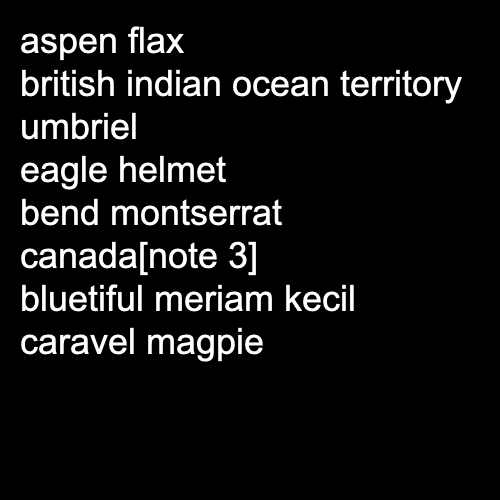 aspen flax
british indian ocean territory
umbriel
eagle helmet
bend montserrat
canada[note 3]
bluetiful meriam kecil
caravel magpie